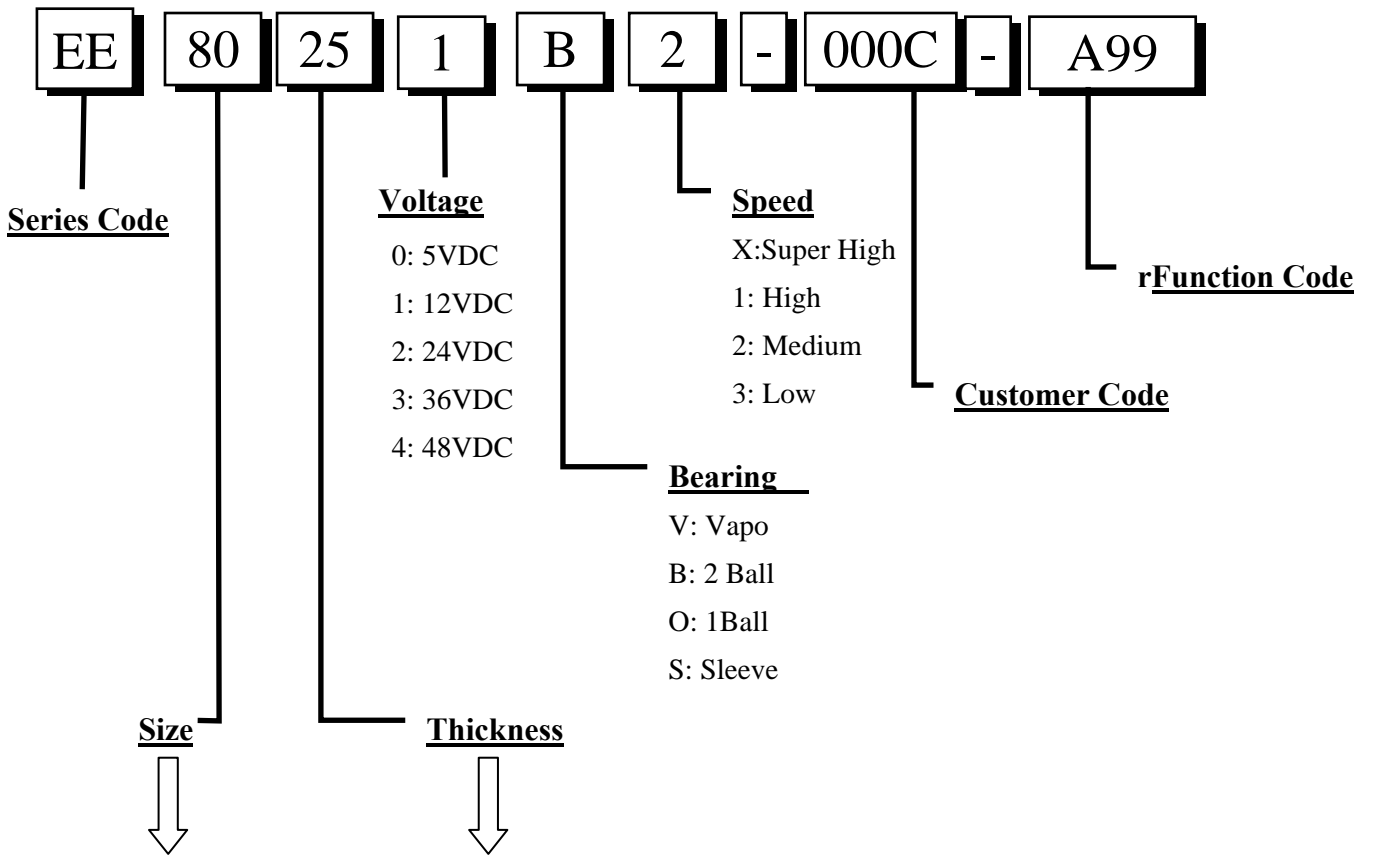 EE 80 25 1 B 2 - 000C - A99
Series Code
Voltage
0: 5VDC
1: 12VDC
2: 24VDC
3: 36VDC
4: 48VDC
Speed
X:Super High
1: High
2: Medium
3: Low
rFunction Code
Customer Code
Bearing
V: Vapo
B: 2 Ball
O: 1Ball
S: Sleeve
Size
Thickness